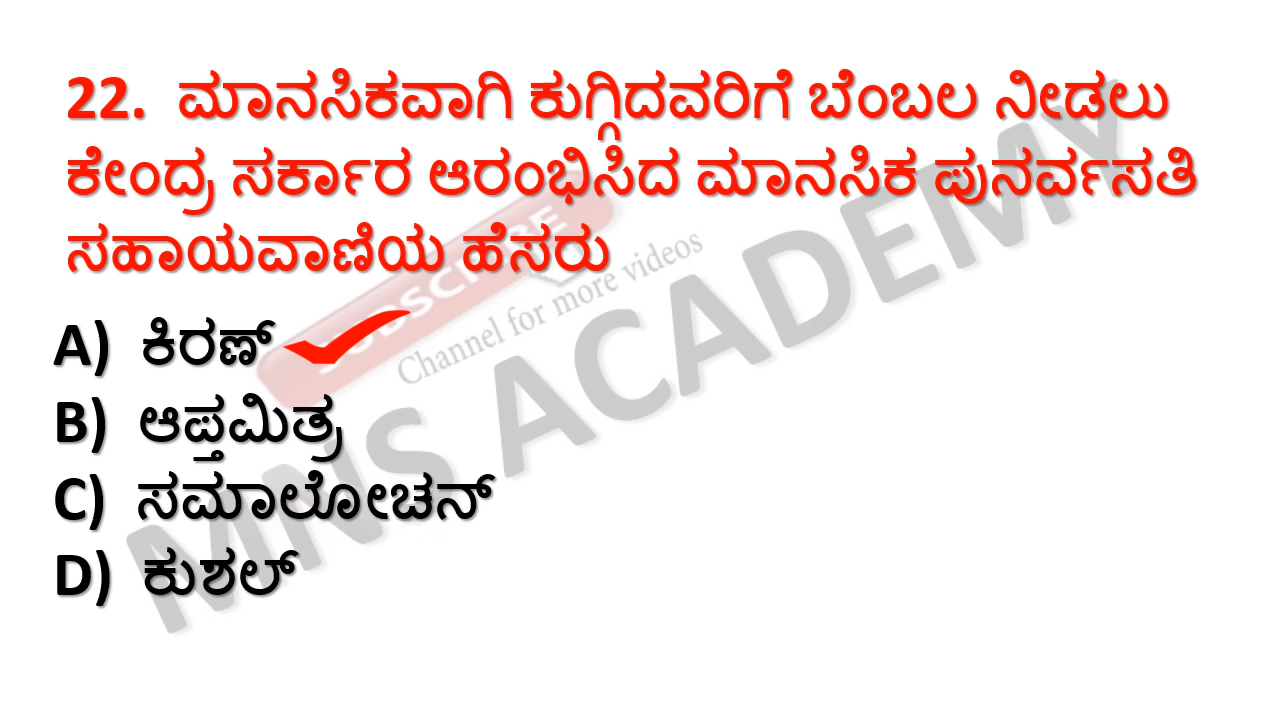 22. ಮಾನಸಿಕವಾಗಿ ಕುಗ್ಗಿದವರಿಗೆ ಬೆಂಬಲ ನೀಡಲು
ಕೇಂದ್ರ ಸರ್ಕಾರ ಆರಂಭಿಸಿದ ಮಾನಸಿಕ ಪುನರ್ವಸತಿ
ಸಹಾಯವಾಣಿಯ ಹೆಸರು
A) ಕಿರಣ್
B) ಆಪ್ತಮಿತ್ರ
C) ಸಮಾಲೋಚನ್
D) ಕುಶಲ್
SUBSCRIBE
Channel for more videos
MNS ACADEMY